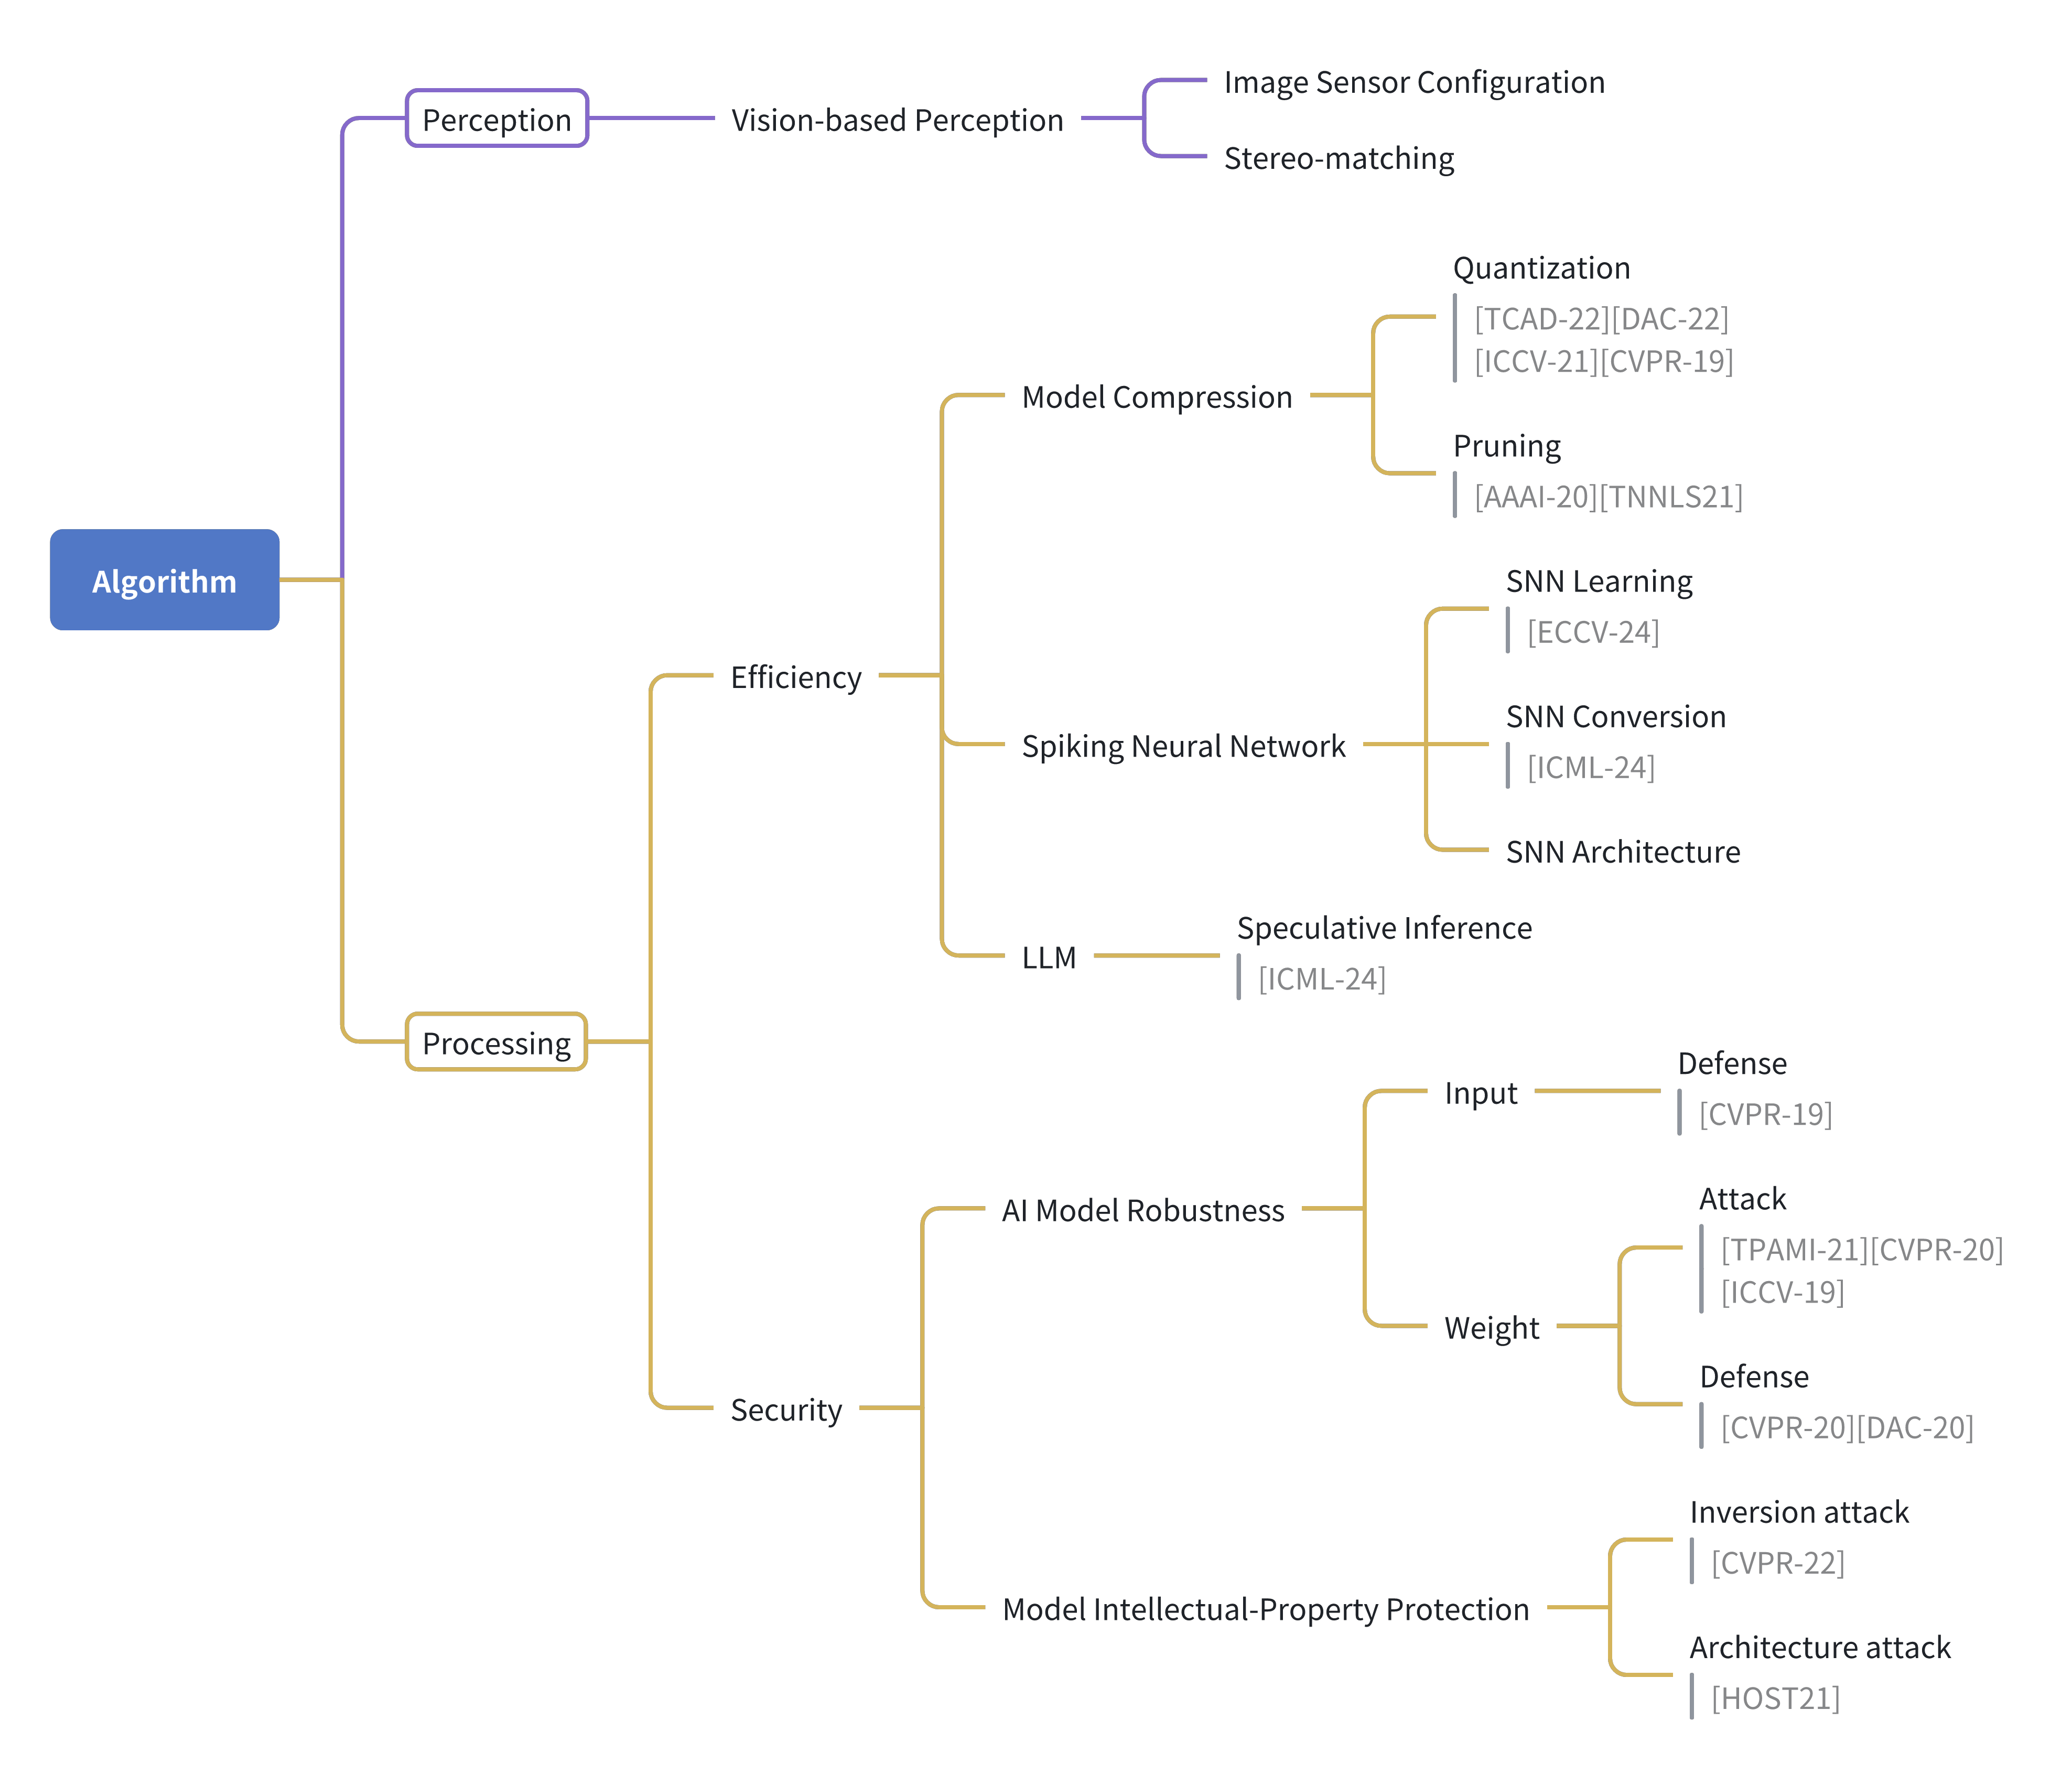 Image Sensor Configuration
Perception
Vision-based Perception
Stereo-matching
Quantization
[TCAD-22][DAC-22]
[ICCV-21][CVPR-19]
Model Compression
Pruning
[AAAI-20][TNNLS21]
Algorithm
SNN Learning
[ECCV-24]
Efficiency
SNN Conversion
Spiking Neural Network
[ICML-24]
SNN Architecture
Speculative Inference
LLM
[ICML-24]
Processing
Defense
Input
[CVPR-19]
Attack
AI Model Robustness
[TPAMI-21][CVPR-20]
[ICCV-19]
Weight
Defense
Security
[CVPR-20][DAC-20]
Inversion attack
[CVPR-22]
Model Intellectual-Property Protection
Architecture attack
[HOST21]